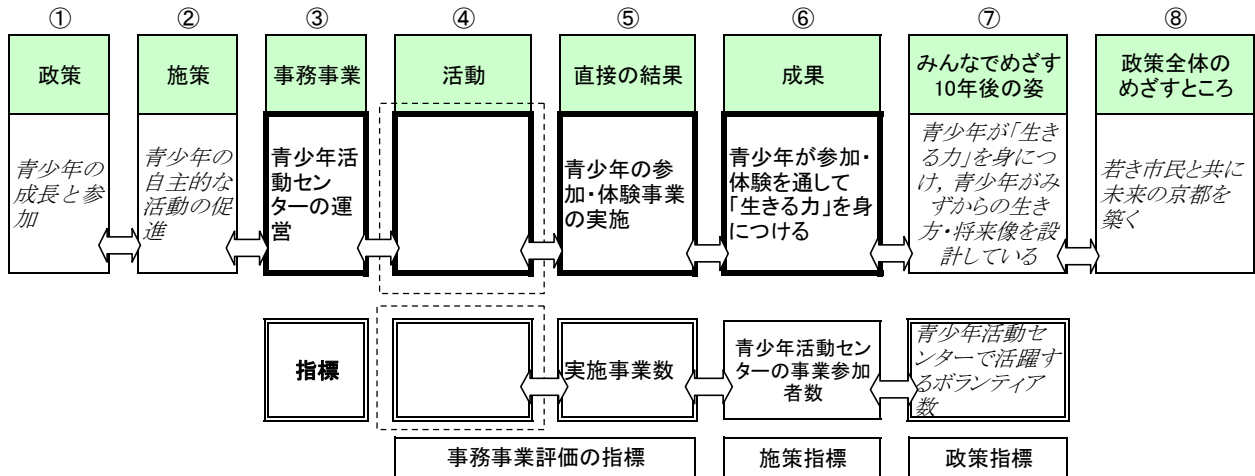 ①
②
③
④
⑤
⑥
⑦
⑧
政策
施策
事務事業
活動
直接の結果
成果
みんなでめざす
10年後の姿
政策全体の
めざすところ
青少年の
成長と参
加
青少年の
自主的な
活動の促
進
青少年活
動セン
ターの運
営
青少年の参
加・体験事業
の実施
青少年が参加・
体験を通して
「生きる力」を身
につける
青少年が「生き
る力」を身につ
け，青少年がみ
ずからの生き
方・将来像を設
計している
若き市民と共に
未来の京都を
築く
指標
実施事業数
青少年活動セン
ターの事業参加
者数
青少年活動セ
ンターで活躍す
るボランティア
数
事務事業評価の指標
施策指標
政策指標